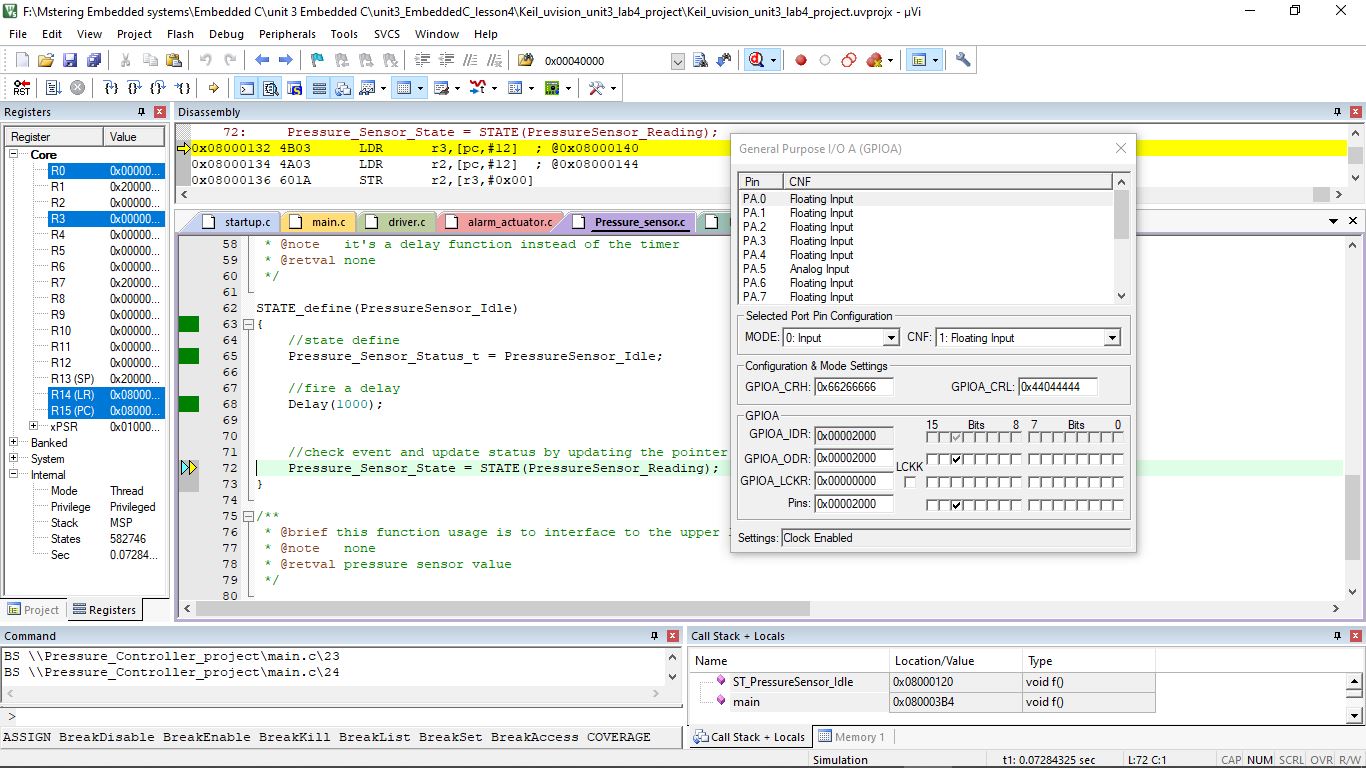 F:\Mstering Embedded systems\Embedded C\unit 3 Embedded C\unit3_EmbeddedC_lesson4\Keil_uvision_unit3_lab4_project\Keil_uvision_unit3_lab4_project.uvprojx - µVi
File Edit View Project Flash Debug Peripherals Tools SVCS Window Help
0x00040000
RST
Registers
Register Value
Core
R0 0x00000...
R1 0x20000...
R2 0x00000...
R3 0x00000...
R4 0x00000...
R5 0x00000...
R6 0x00000...
R7 0x20000...
R8 0x00000...
R9 0x00000...
R10 0x00000...
R11 0x00000...
R12 0x00000...
R13 (SP) 0x20000...
R14 (LR) 0x08000...
R15 (PC) 0x08000...
xPSR 0x01000...
Banked
System
Internal
Mode Thread
Privilege Privileged
Stack MSP
States 582746
Sec 0.07284...
Project Registers
Disassembly
72: Pressure_Sensor_State = STATE(PressureSensor_Reading);
0x08000132 4B03 LDR r3,[pc,#12] ; @0x08000140
0x08000134 4A03 LDR r2,[pc,#12] ; @0x08000144
0x08000136 601A STR r2,[r3,#0x00]
startup.c main.c driver.c alarm_actuator.c Pressure_sensor.c
58 * @note it's a delay function instead of the timer
59 * @retval none
60 */
61
62 STATE_define(PressureSensor_Idle)
63 {
64 //state define
65 Pressure_Sensor_Status_t = PressureSensor_Idle;
66
67 //fire a delay
68 Delay(1000);
69
70
71 //check event and update status by updating the pointer
72 Pressure_Sensor_State = STATE(PressureSensor_Reading);
73 }
74
75 /**
76 * @brief this function usage is to interface to the upper
77 * @note none
78 * @retval pressure sensor value
79 */
80
General Purpose I/O A (GPIOA)
Pin CNF
PA.0 Floating Input
PA.1 Floating Input
PA.2 Floating Input
PA.3 Floating Input
PA.4 Floating Input
PA.5 Analog Input
PA.6 Floating Input
PA.7 Floating Input
Selected Port Pin Configuration
MODE: 0: Input CNF: 1: Floating Input
Configuration & Mode Settings
GPIOA_CRH: 0x66266666 GPIOA_CRL: 0x44044444
GPIOA
15 Bits 8 7 Bits 0
GPIOA_IDR: 0x00002000
GPIOA_ODR: 0x00002000
LCKK
GPIOA_LCKR: 0x00000000
Pins: 0x00002000
Settings: Clock Enabled
Command
BS \\Pressure_Controller_project\main.c\23
BS \\Pressure_Controller_project\main.c\24
>
ASSIGN BreakDisable BreakEnable BreakKill BreakList BreakSet BreakAccess COVERAGE
Call Stack + Locals
Name Location/Value Type
ST_PressureSensor_Idle 0x08000120 void f()
main 0x080003B4 void f()
Call Stack + Locals Memory 1
Simulation t1: 0.07284325 sec L:72 C:1 CAP NUM SCRL OVR R/W